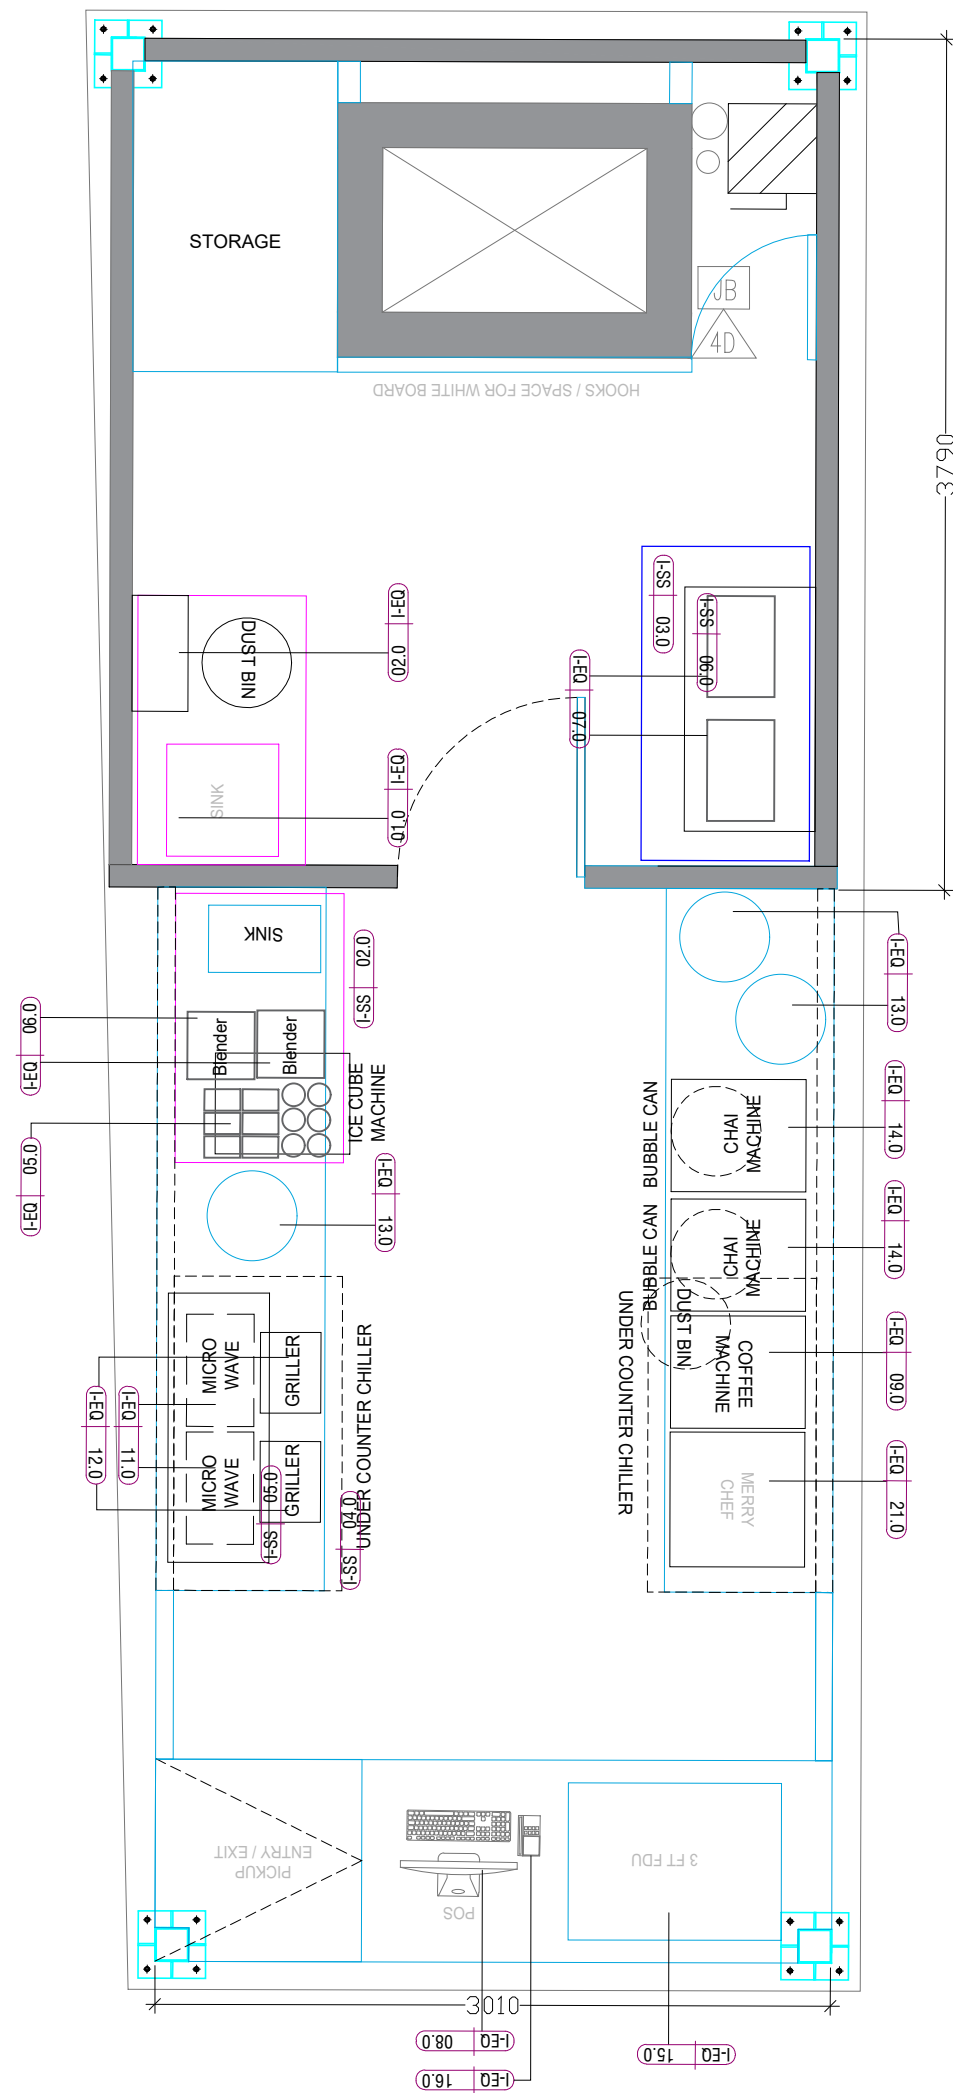 STORAGE
JB
4D
HOOKS / SPACE FOR WHITE BOARD
3790
I-EQ 02.0
DUST BIN
I-SS 03.0
I-SS 06.0
I-EQ 07.0
I-EQ 01.0
SINK
SINK
I-SS 02.0
I-EQ 13.0
I-EQ 06.0
Blender
Blender
ICE CUBE
MACHINE
I-EQ 05.0
I-EQ 13.0
BUBBLE CAN
CHAI
MACHINE
I-EQ 14.0
BUBBLE CAN
CHAI
MACHINE
I-EQ 14.0
DUST BIN
COFFEE
MACHINE
I-EQ 09.0
UNDER COUNTER CHILLER
MERRY
CHEF
I-EQ 21.0
MICRO
WAVE
GRILLER
UNDER COUNTER CHILLER
I-EQ 12.0
I-EQ 11.0
MICRO
WAVE
GRILLER
I-SS 05.0
I-SS 04.0
PICKUP
ENTRY / EXIT
POS
3 FT FDU
3010
I-EQ 08.0
I-EQ 16.0
I-EQ 15.0